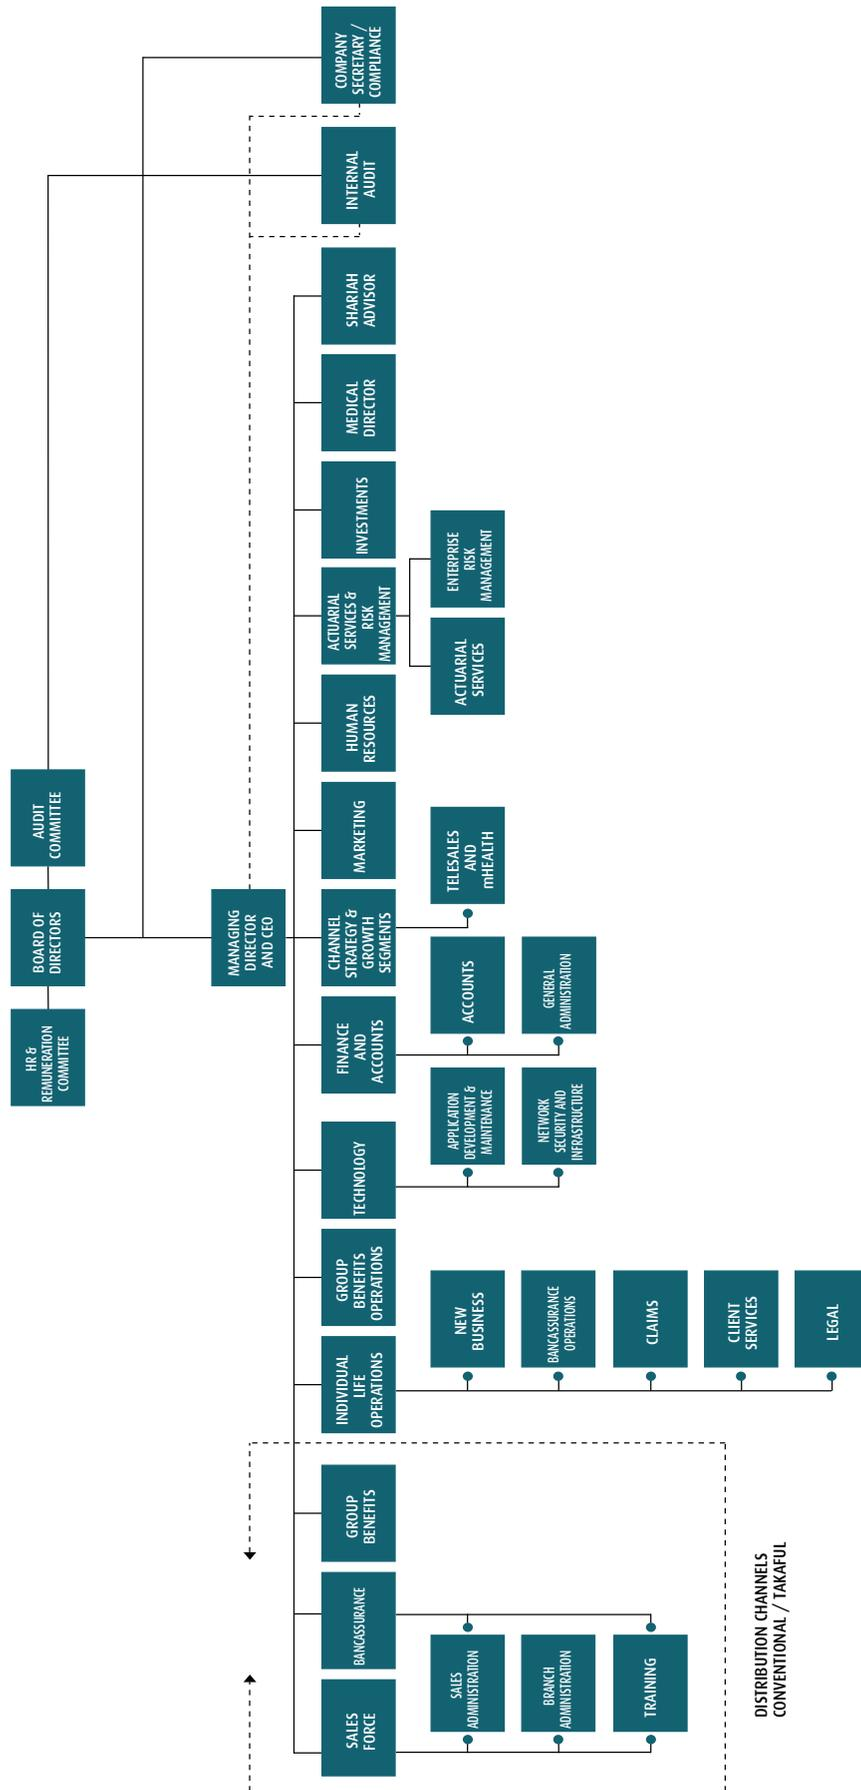 HR &
REMUNERATION
COMMITTEE
BOARD OF
DIRECTORS
AUDIT
COMMITTEE
MANAGING
DIRECTOR
AND CEO
SALES
FORCE
BANCASSURANCE
GROUP
BENEFITS
INDIVIDUAL
LIFE
OPERATIONS
GROUP
BENEFITS
OPERATIONS
TECHNOLOGY
FINANCE
AND
ACCOUNTS
CHANNEL
STRATEGY &
GROWTH
SEGMENTS
MARKETING
HUMAN
RESOURCES
ACTUARIAL
SERVICES &
RISK
MANAGEMENT
INVESTMENTS
MEDICAL
DIRECTOR
SHARIAH
ADVISOR
INTERNAL
AUDIT
COMPANY
SECRETARY /
COMPLIANCE
SALES
ADMINISTRATION
NEW
BUSINESS
APPLICATION
DEVELOPMENT &
MAINTENANCE
ACCOUNTS
TELESALES
AND
mHEALTH
ACTUARIAL
SERVICES
ENTERPRISE
RISK
MANAGEMENT
BRANCH
ADMINISTRATION
BANCASSURANCE
OPERATIONS
NETWORK
SECURITY AND
INFRASTRUCTURE
GENERAL
ADMINISTRATION
TRAINING
CLAIMS
CLIENT
SERVICES
LEGAL
DISTRIBUTION CHANNELS
CONVENTIONAL / TAKAFUL